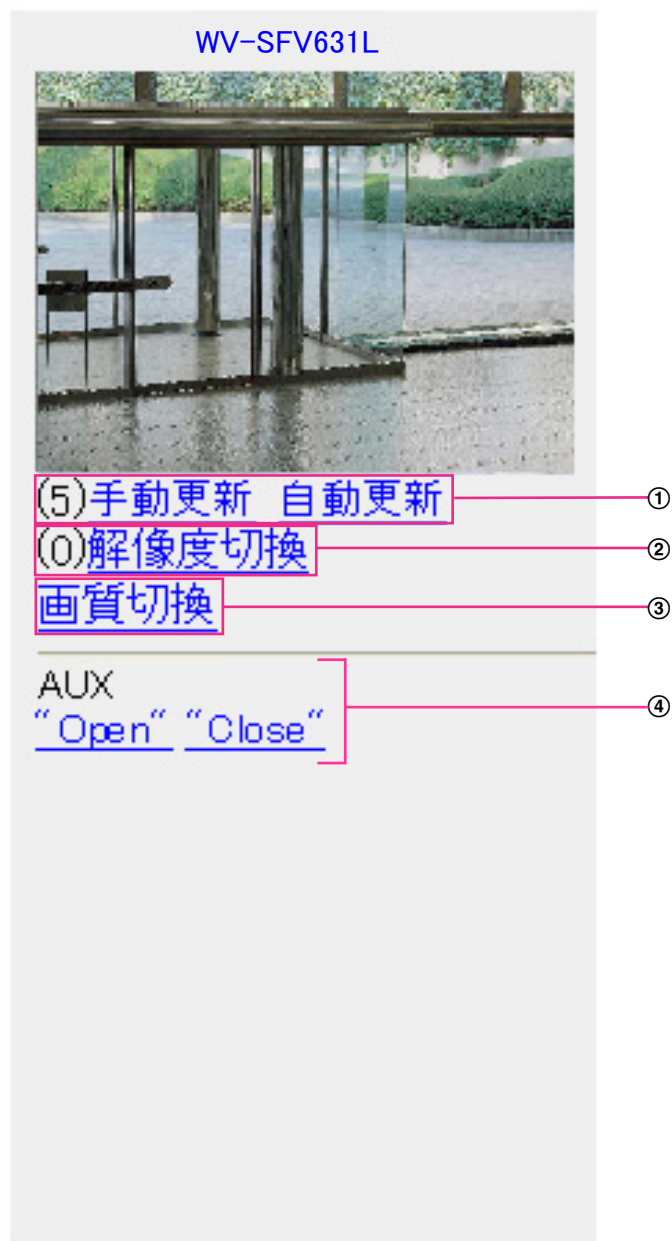 WV-SFV631L
(5)手動更新 自動更新 ①
(0)解像度切換 ②
画質切換 ③
AUX
“Open“ “Close“ ④